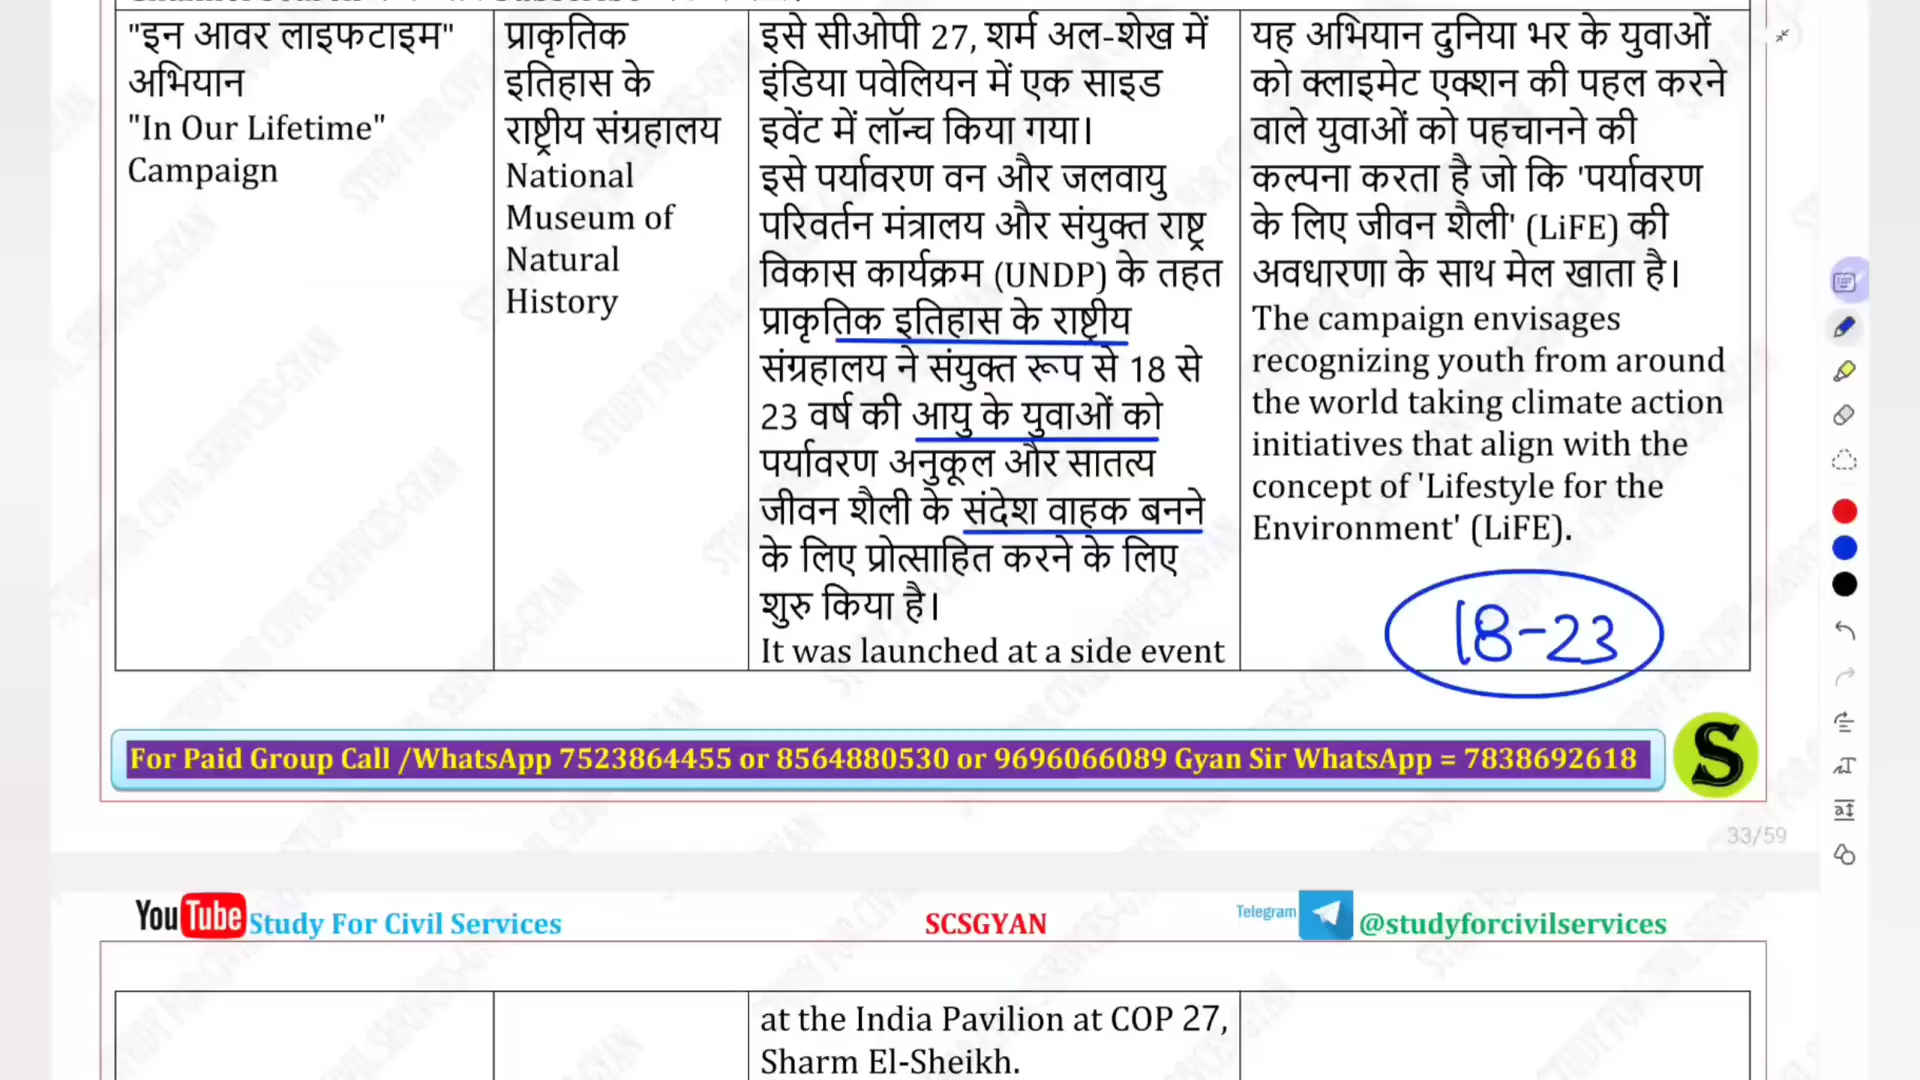 "इन आवर लाइफटाइम"
अभियान
"In Our Lifetime"
Campaign
प्राकृतिक
इतिहास के
राष्ट्रीय संग्रहालय
National
Museum of
Natural
History
इसे सीओपी 27, शर्म अल-शेख में
इंडिया पवेलियन में एक साइड
इवेंट में लॉन्च किया गया।
इसे पर्यावरण वन और जलवायु
परिवर्तन मंत्रालय और संयुक्त राष्ट्र
विकास कार्यक्रम (UNDP) के तहत
प्राकृतिक इतिहास के राष्ट्रीय
संग्रहालय ने संयुक्त रूप से 18 से
23 वर्ष की आयु के युवाओं को
पर्यावरण अनुकूल और सातत्य
जीवन शैली के संदेश वाहक बनने
के लिए प्रोत्साहित करने के लिए
शुरु किया है।
It was launched at a side event
यह अभियान दुनिया भर के युवाओं
को क्लाइमेट एक्शन की पहल करने
वाले युवाओं को पहचानने की
कल्पना करता है जो कि 'पर्यावरण
के लिए जीवन शैली' (LiFE) की
अवधारणा के साथ मेल खाता है।
The campaign envisages
recognizing youth from around
the world taking climate action
initiatives that align with the
concept of 'Lifestyle for the
Environment' (LiFE).
18-23
For Paid Group Call /WhatsApp 7523864455 or 8564880530 or 9696066089 Gyan Sir WhatsApp = 7838692618
S
33/59
YouTube Study For Civil Services
SCSGYAN
Telegram @studyforcivilservices
at the India Pavilion at COP 27,
Sharm El-Sheikh.